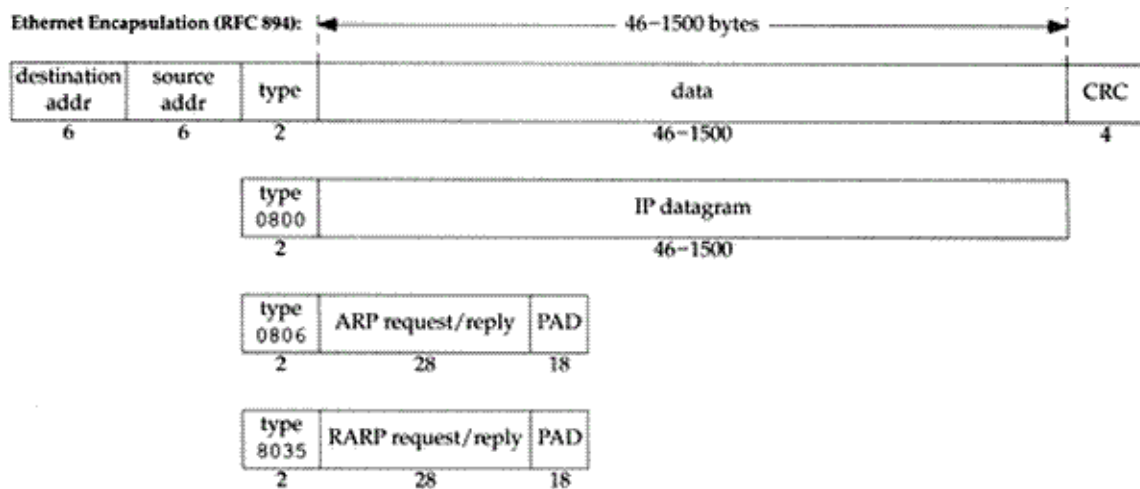 Ethernet Encapsulation (RFC 894): 46−1500 bytes
destination addr source addr type data CRC
6 6 2 46−1500 4
type 0800 IP datagram
2 46−1500
type 0806 ARP request/reply PAD
2 28 18
type 8035 RARP request/reply PAD
2 28 18